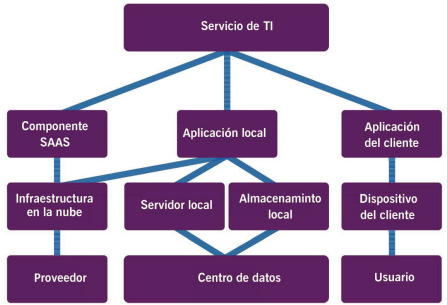 Servicio de TI
Componente
SAAS
Aplicación local
Aplicación
del cliente
Infraestructura
en la nube
Servidor local
Almacenaminto
local
Dispositivo
del cliente
Proveedor
Centro de datos
Usuario